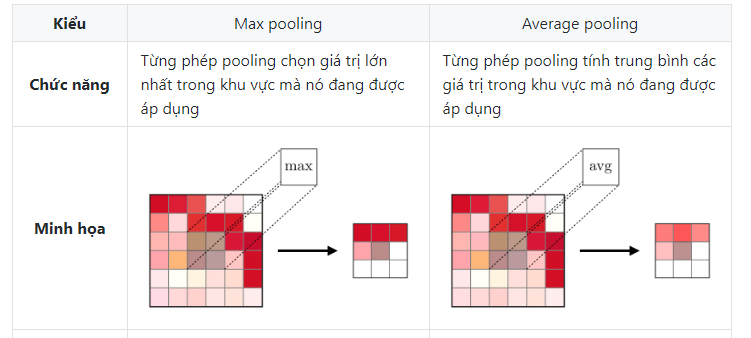 Kiểu Max pooling Average pooling
Chức năng
Từng phép pooling chọn giá trị lớn
nhất trong khu vực mà nó đang được
áp dụng
Từng phép pooling tính trung bình các
giá trị trong khu vực mà nó đang được
áp dụng
Minh họa
max
avg